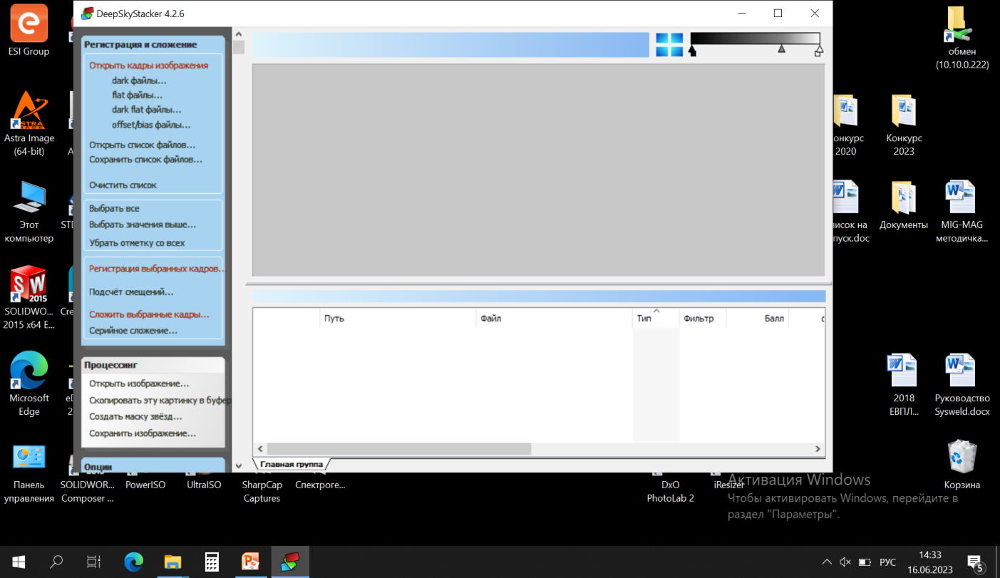 DeepSkyStacker 4.2.6
Регистрация и сложение
Открыть кадры изображения
dark файлы...
flat файлы...
dark flat файлы...
offset/bias файлы...
Открыть список файлов...
Сохранить список файлов...
Очистить список
Выбрать все
Выбрать значения выше...
Убрать отметку со всех
Регистрация выбранных кадров...
Подсчёт смещений...
Сложить выбранные кадры...
Серийное сложение...
Процессинг
Открыть изображение...
Скопировать эту картинку в буфер
Создать маску звёзд...
Сохранить изображение...
Опции
Путь
Файл
Тип
Фильтр
Балл
Главная группа
ESI Group
Astra Image
(64-bit)
Этот
компьютер
SOLIDWO...
2015 x64 E...
Microsoft
Edge
Панель
управления
SOLIDWOR...
Composer ...
PowerISO
UltraISO
SharpCap
Captures
Спектроге...
DxO
PhotoLab 2
iResizer
обмен
(10.10.0.222)
онкурс
2020
Конкурс
2023
исок на
пуск.doc
Документы
MIG-MAG
методичка...
2018
ЕВПЛ...
Руководство
Sysweld.docx
Корзина
Активация Windows
Чтобы активировать Windows, перейдите в
раздел "Параметры".
РУС
14:33
16.06.2023
5